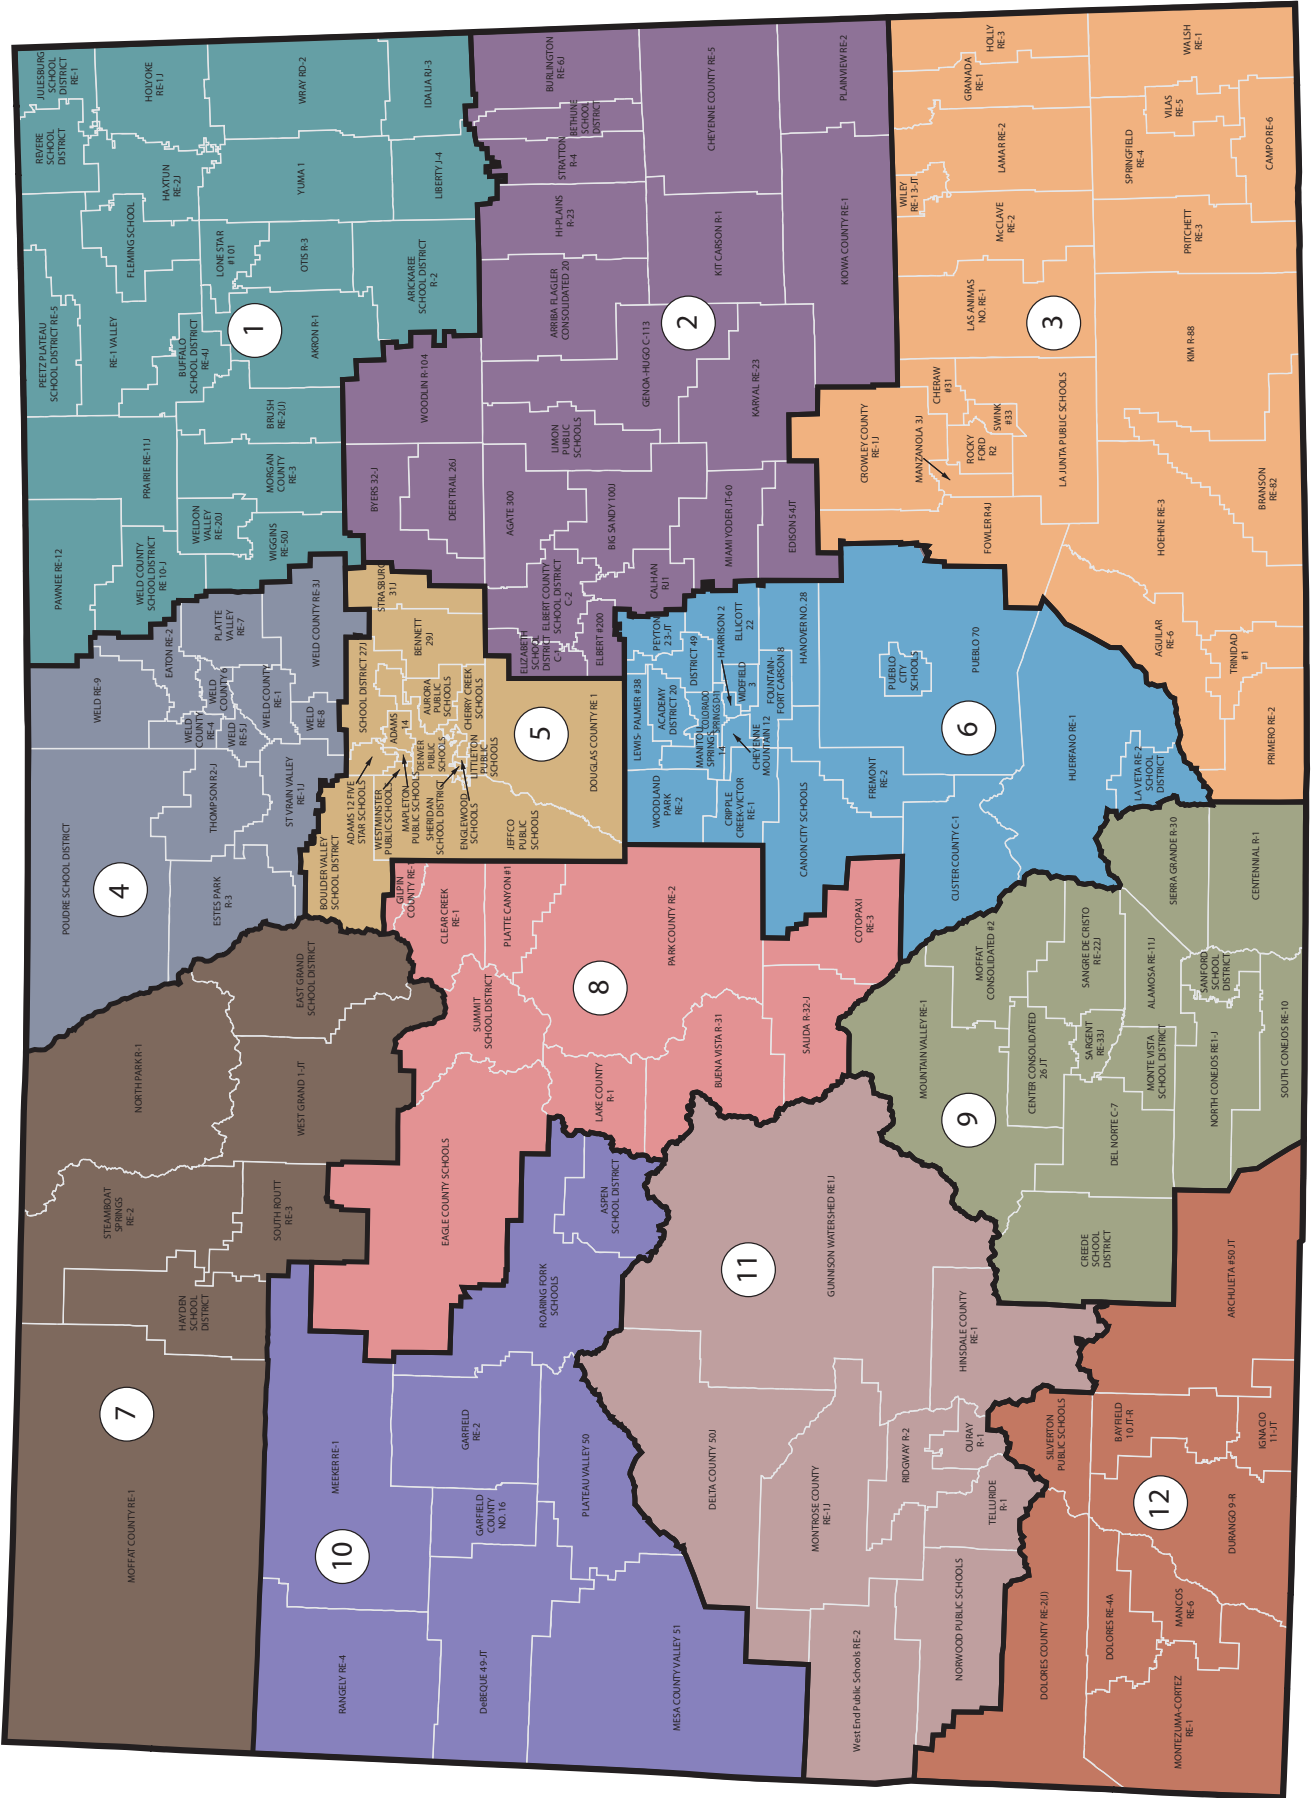 JULESBURG
SCHOOL
DISTRICT
RE-1
REVERE
SCHOOL
DISTRICT
HOLYOKE
RE-1J
HAXTUN
RE-2J
WRAY RD-2
IDALIA RJ-3
YUMA 1
LIBERTY J-4
FLEMING SCHOOL
LONE STAR
#101
OTIS R-3
ARICKAREE
SCHOOL DISTRICT
R-2
PEETZ PLATEAU
SCHOOL DISTRICT RE-5
RE-1 VALLEY
BUFFALO
SCHOOL DISTRICT
RE-4J
1
AKRON R-1
BRUSH
RE-2(J)
PRAIRIE RE-11J
MORGAN
COUNTY
RE-3
WELDON
VALLEY
RE-20J
WIGGINS
RE-50J
PAWNEE RE-12
WELD COUNTY
SCHOOL DISTRICT
RE 10-J
BURLINGTON
RE-6J
BETHUNE
SCHOOL
DISTRICT
STRATTON
R-4
CHEYENNE COUNTY RE-5
PLAINVIEW RE-2
HI-PLAINS
R-23
KIT CARSON R-1
KIOWA COUNTY RE-1
ARRIBA FLAGLER
CONSOLIDATED 20
2
GENOA-HUGO C-113
KARVAL RE-23
WOODLIN R-104
LIMON
PUBLIC
SCHOOLS
BYERS 32-J
DEER TRAIL 26J
AGATE 300
BIG SANDY 100J
MIAMI YODER JT-60
EDISON 54JT
CALHAN
RJ1
ELBERT COUNTY
SCHOOL DISTRICT
C-2
ELIZABETH
SCHOOL
DISTRICT
C-1
ELBERT #200
HOLLY
RE-3
GRANADA
RE-1
WALSH
RE-1
VILAS
RE-5
LAMAR RE-2
SPRINGFIELD
RE-4
CAMPO RE-6
WILEY
RE-13-JT
McCLAVE
RE-2
PRITCHETT
RE-3
LAS ANIMAS
NO. RE-1
3
KIM R-88
CHERAW
#31
SWINK
#33
CROWLEY COUNTY
RE-1J
MANZANOLA 3J
ROCKY
FORD
R2
LA JUNTA PUBLIC SCHOOLS
FOWLER R4J
HOEHNE RE-3
BRANSON
RE-82
AGUILAR
RE-6
TRINIDAD
#1
PRIMERO RE-2
WELD RE-9
EATON RE-2
PLATTE
VALLEY
RE-7
WELD COUNTY RE-3J
WELD
COUNTY 6
WELD
COUNTY
RE-4
WELD
RE-5J
WELD COUNTY
RE-1
WELD
RE-8
THOMPSON R2-J
ST VRAIN VALLEY
RE-1J
POUDRE SCHOOL DISTRICT
4
ESTES PARK
R-3
STRASBURG
31J
BENNETT
29J
SCHOOL DISTRICT 27J
ADAMS
14
AURORA
PUBLIC
SCHOOLS
CHERRY CREEK
SCHOOLS
DENVER
PUBLIC
SCHOOLS
LITTLETON
PUBLIC
SCHOOLS
5
DOUGLAS COUNTY RE 1
ADAMS 12 FIVE
STAR SCHOOLS
WESTMINSTER
PUBLIC SCHOOLS
MAPLETON
PUBLIC SCHOOLS
SHERIDAN
SCHOOL DISTRICT
ENGLEWOOD
SCHOOLS
JEFFCO
PUBLIC
SCHOOLS
BOULDER VALLEY
SCHOOL DISTRICT
PEYTON
23-JT
DISTRICT 49
HARRISON 2
ELLICOTT
22
HANOVER NO. 28
LEWIS- PALMER #38
ACADEMY
DISTRICT 20
COLORADO
SPRINGS D-11
WIDEFIELD
3
FOUNTAIN-
FORT CARSON 8
MANITOU
SPRINGS
14
CHEYENNE
MOUNTAIN 12
WOODLAND
PARK
RE-2
CRIPPLE
CREEK-VICTOR
RE-1
CANON CITY SCHOOLS
FREMONT
RE-2
PUEBLO
CITY
SCHOOLS
PUEBLO 70
6
HUERFANO RE-1
LA VETA RE-2
SCHOOL
DISTRICT
CUSTER COUNTY C-1
GILPIN
COUNTY RE-1
CLEAR CREEK
RE-1
PLATTE CANYON #1
PARK COUNTY RE-2
COTOPAXI
RE-3
8
SUMMIT
SCHOOL DISTRICT
BUENA VISTA R-31
SALIDA R-32-J
LAKE COUNTY
R-1
EAGLE COUNTY SCHOOLS
NORTH PARK R-1
EAST GRAND
SCHOOL DISTRICT
WEST GRAND 1-JT
STEAMBOAT
SPRINGS
RE-2
SOUTH ROUTT
RE-3
HAYDEN
SCHOOL
DISTRICT
7
MOFFAT COUNTY RE-1
SIERRA GRANDE R-30
CENTENNIAL R-1
MOFFAT
CONSOLIDATED #2
SANGRE DE CRISTO
RE-22J
ALAMOSA RE-11J
SANFORD
SCHOOL
DISTRICT
MOUNTAIN VALLEY RE-1
CENTER CONSOLIDATED
26 JT
SARGENT
RE-33J
MONTE VISTA
SCHOOL DISTRICT
NORTH CONEJOS RE1-J
SOUTH CONEJOS RE-10
9
DEL NORTE C-7
CREEDE
SCHOOL
DISTRICT
ASPEN
SCHOOL DISTRICT
ROARING FORK
SCHOOLS
MEEKER RE-1
GARFIELD
RE-2
PLATEAU VALLEY 50
GARFIELD
COUNTY
NO. 16
10
RANGELY RE-4
DeBEQUE 49-JT
MESA COUNTY VALLEY 51
GUNNISON WATERSHED RE1J
11
HINSDALE COUNTY
RE-1
DELTA COUNTY 50J
MONTROSE COUNTY
RE-1J
RIDGWAY R-2
OURAY
R-1
TELLURIDE
R-1
NORWOOD PUBLIC SCHOOLS
West End Public Schools RE-2
ARCHULETA #50 JT
SILVERTON
PUBLIC SCHOOLS
BAYFIELD
10 JT-R
IGNACIO
11-JT
12
DURANGO 9-R
DOLORES COUNTY RE-2(J)
DOLORES RE-4A
MANCOS
RE-6
MONTEZUMA-CORTEZ
RE-1